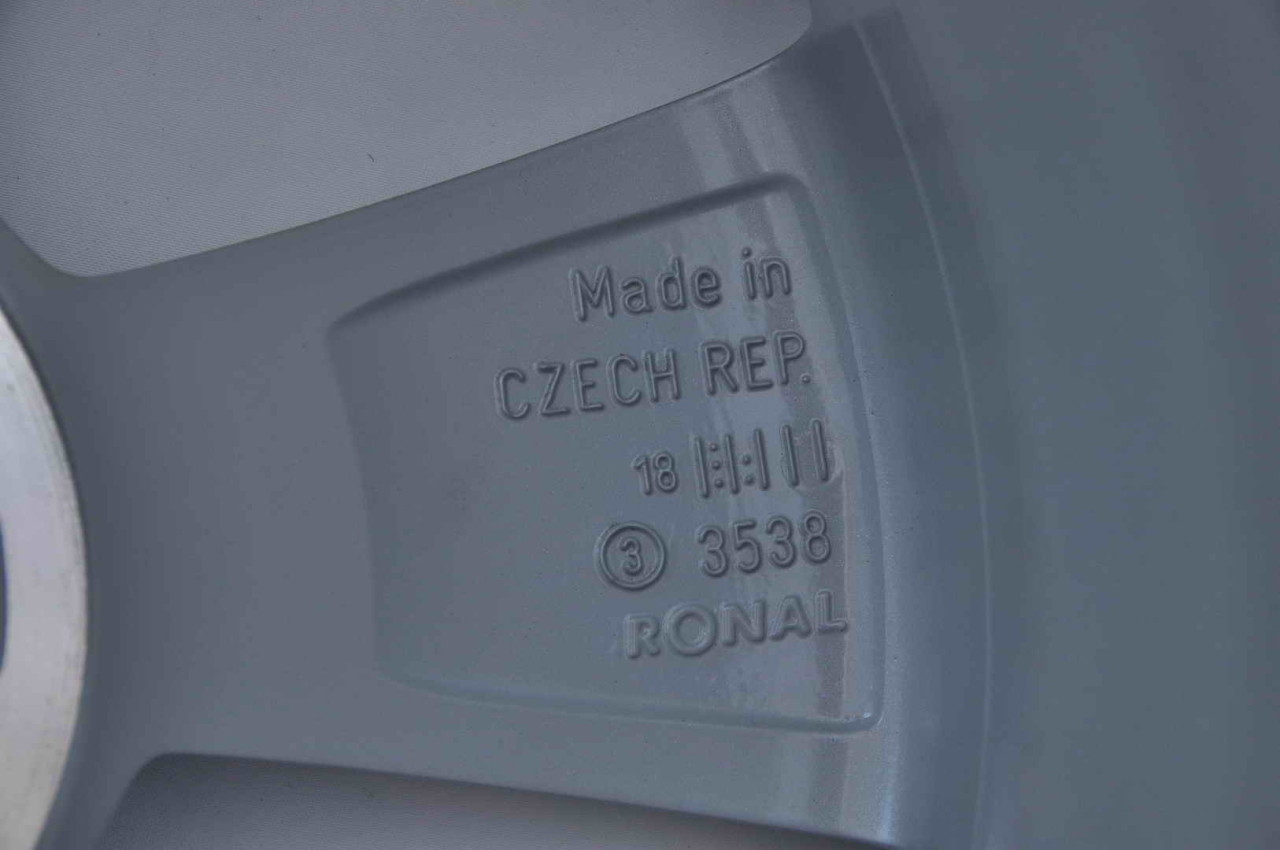 Made in
CZECH REP.
18 |:|:| | |
③ 3538
RONAL